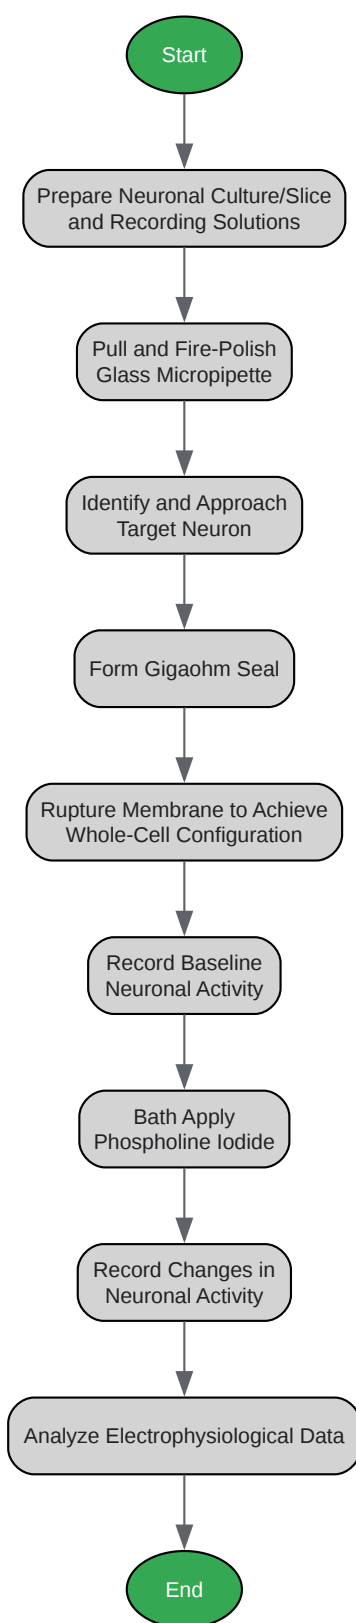 Start
Prepare Neuronal Culture/Slice
and Recording Solutions
Pull and Fire-Polish
Glass Micropipette
Identify and Approach
Target Neuron
Form Gigaohm Seal
Rupture Membrane to Achieve
Whole-Cell Configuration
Record Baseline
Neuronal Activity
Bath Apply
Phospholine Iodide
Record Changes in
Neuronal Activity
Analyze Electrophysiological Data
End